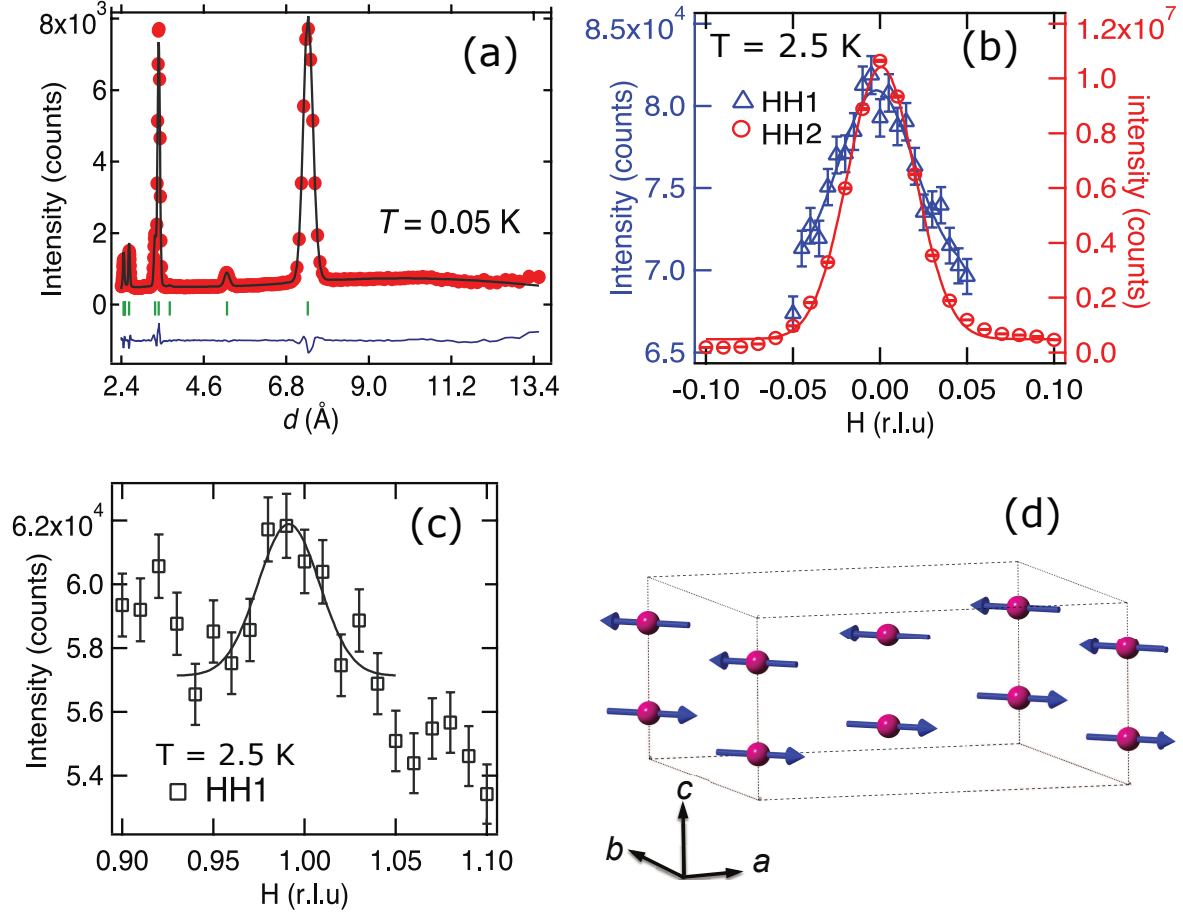 8x10³
6
4
2
0
Intensity (counts)
(a)
T = 0.05 K
2.4 4.6 6.8 9.0 11.2 13.4
d (Å)
8.5x10⁴
8.0
7.5
7.0
6.5
Intensity (counts)
T = 2.5 K
(b)
HH1
HH2
1.2x10⁷
1.0
0.8
0.6
0.4
0.2
0.0
intensity (counts)
-0.10 -0.05 0.00 0.05 0.10
H (r.l.u)
6.2x10⁴
6.0
5.8
5.6
5.4
Intensity (counts)
(c)
T = 2.5 K
HH1
0.90 0.95 1.00 1.05 1.10
H (r.l.u)
(d)
c
b
a